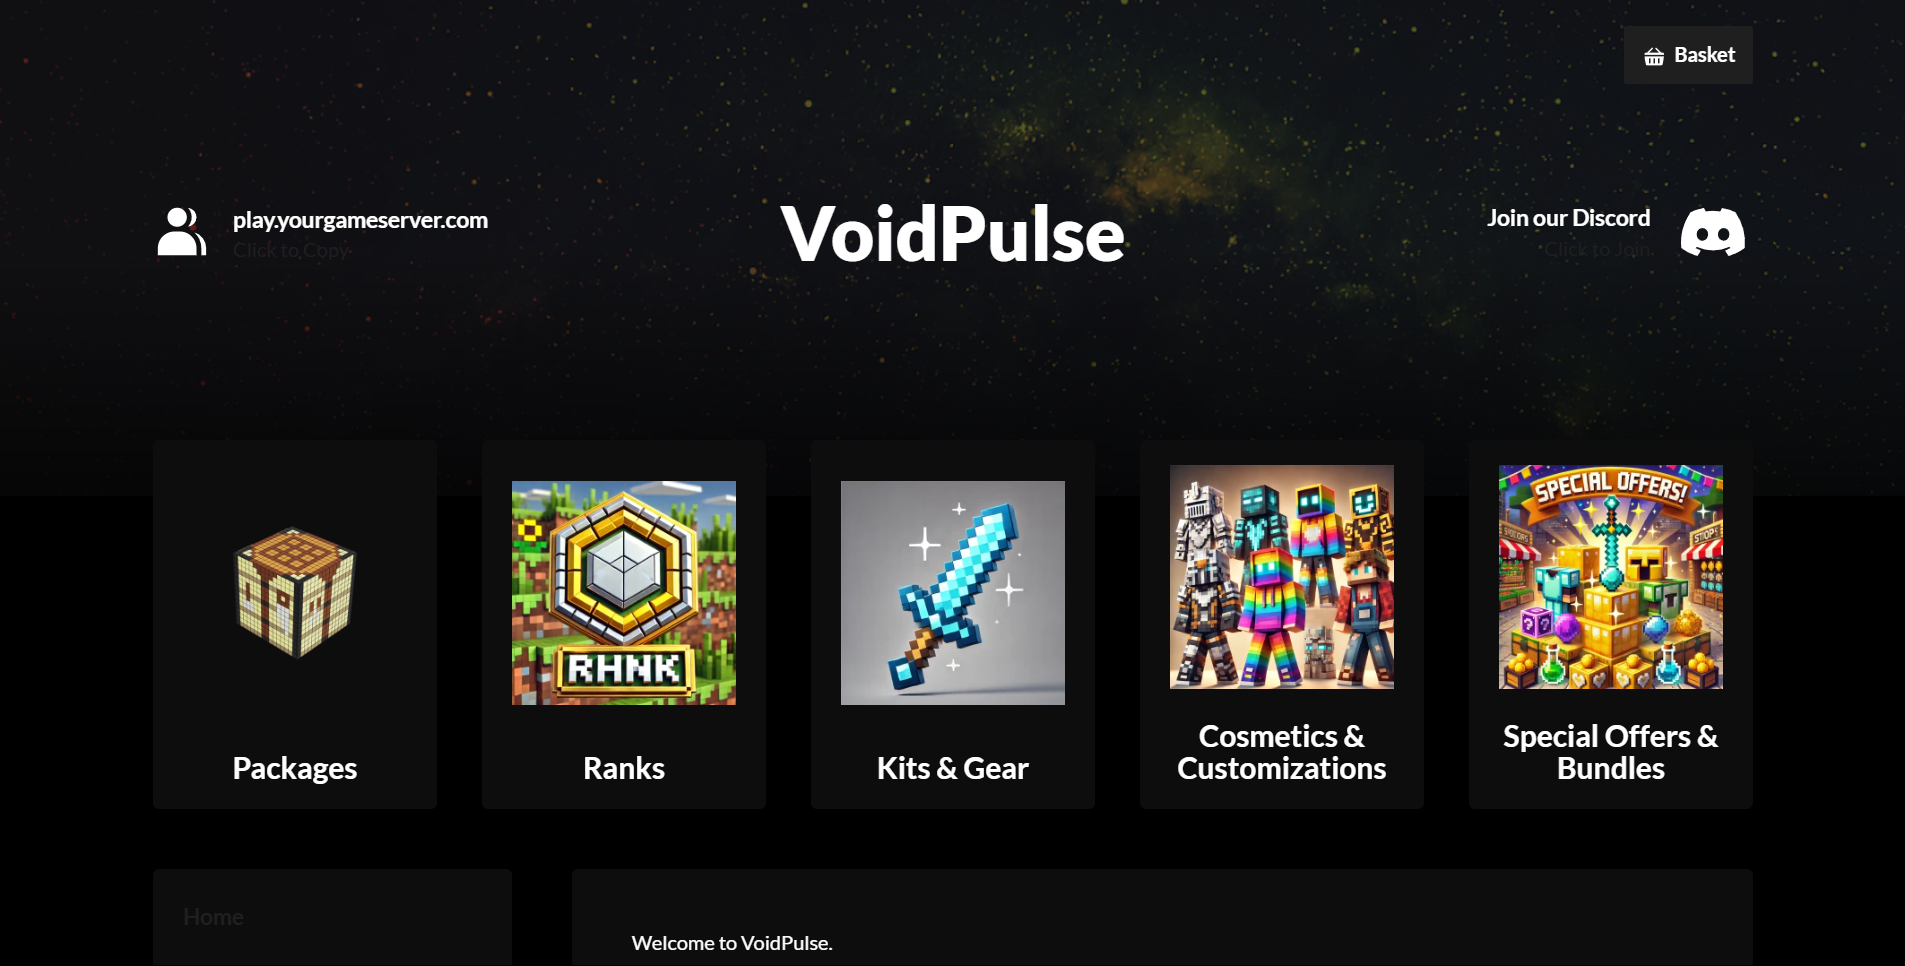 Basket
play.yourgameserver.com
Click to Copy
VoidPulse
Join our Discord
Click to Join.
RHNK
SPECIAL OFFERS!
Packages
Ranks
Kits & Gear
Cosmetics &
Customizations
Special Offers &
Bundles
Home
Welcome to VoidPulse.